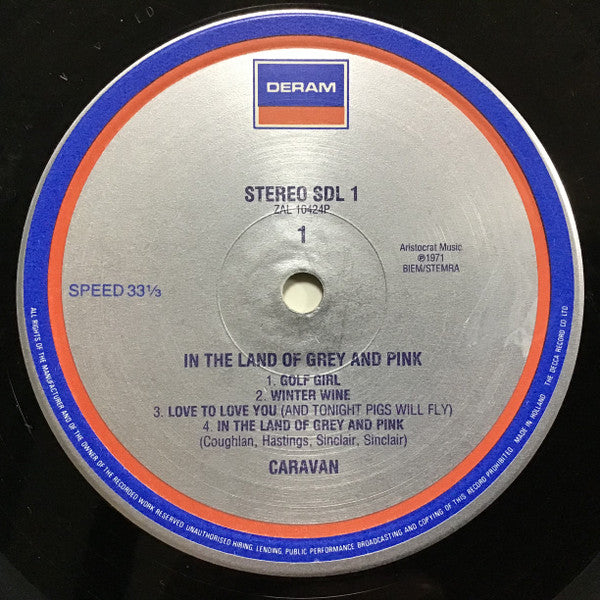 DERAM
STEREO SDL 1
ZAL 10424P
1
Aristocrat Music
℗1971
BIEM/STEMRA
SPEED 33⅓
IN THE LAND OF GREY AND PINK
1. GOLF GIRL
2. WINTER WINE
3. LOVE TO LOVE YOU (AND TONIGHT PIGS WILL FLY)
4. IN THE LAND OF GREY AND PINK
(Coughlan, Hastings, Sinclair, Sinclair)
CARAVAN
ALL RIGHTS OF THE MANUFACTURER AND OF THE OWNER OF THE RECORDED WORK RESERVED UNAUTHORISED HIRING, LENDING, PUBLIC PERFORMANCE BROADCASTING AND COPYING OF THIS RECORD PROHIBITED. MADE IN HOLLAND THE DECCA RECORD CO LTD